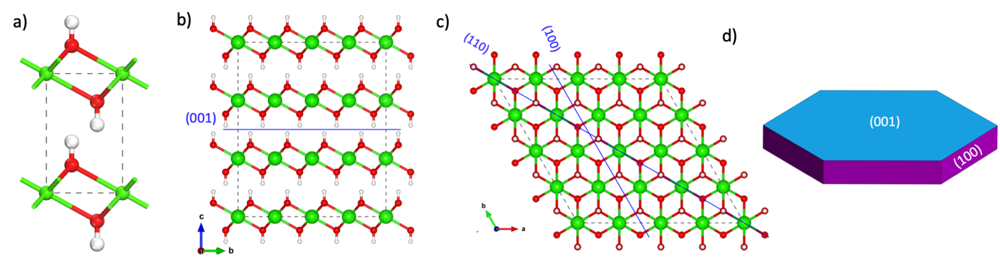 a)
b)
(001)
c
a
b
c)
(110)
(100)
b
a
d)
(001)
(100)